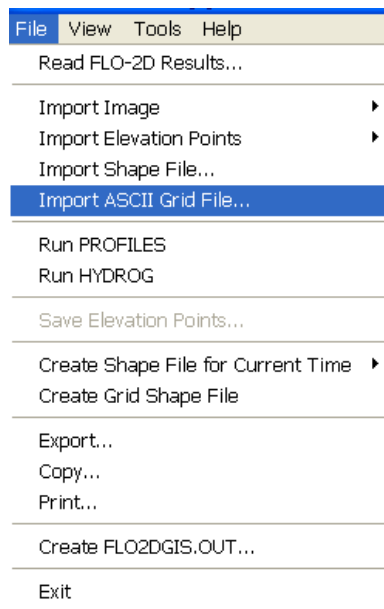 File View Tools Help
Read FLO-2D Results...
Import Image
Import Elevation Points
Import Shape File...
Import ASCII Grid File...
Run PROFILES
Run HYDROG
Save Elevation Points...
Create Shape File for Current Time
Create Grid Shape File
Export...
Copy...
Print...
Create FLO2DGIS.OUT...
Exit